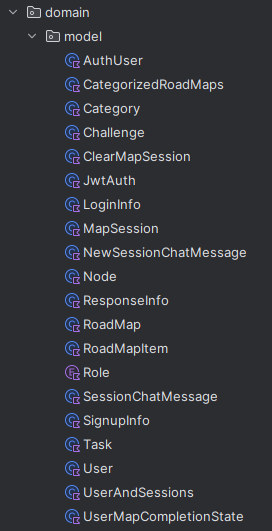 domain
model
AuthUser
CategorizedRoadMaps
Category
Challenge
ClearMapSession
JwtAuth
LoginInfo
MapSession
NewSessionChatMessage
Node
ResponseInfo
RoadMap
RoadMapItem
Role
SessionChatMessage
SignupInfo
Task
User
UserAndSessions
UserMapCompletionState